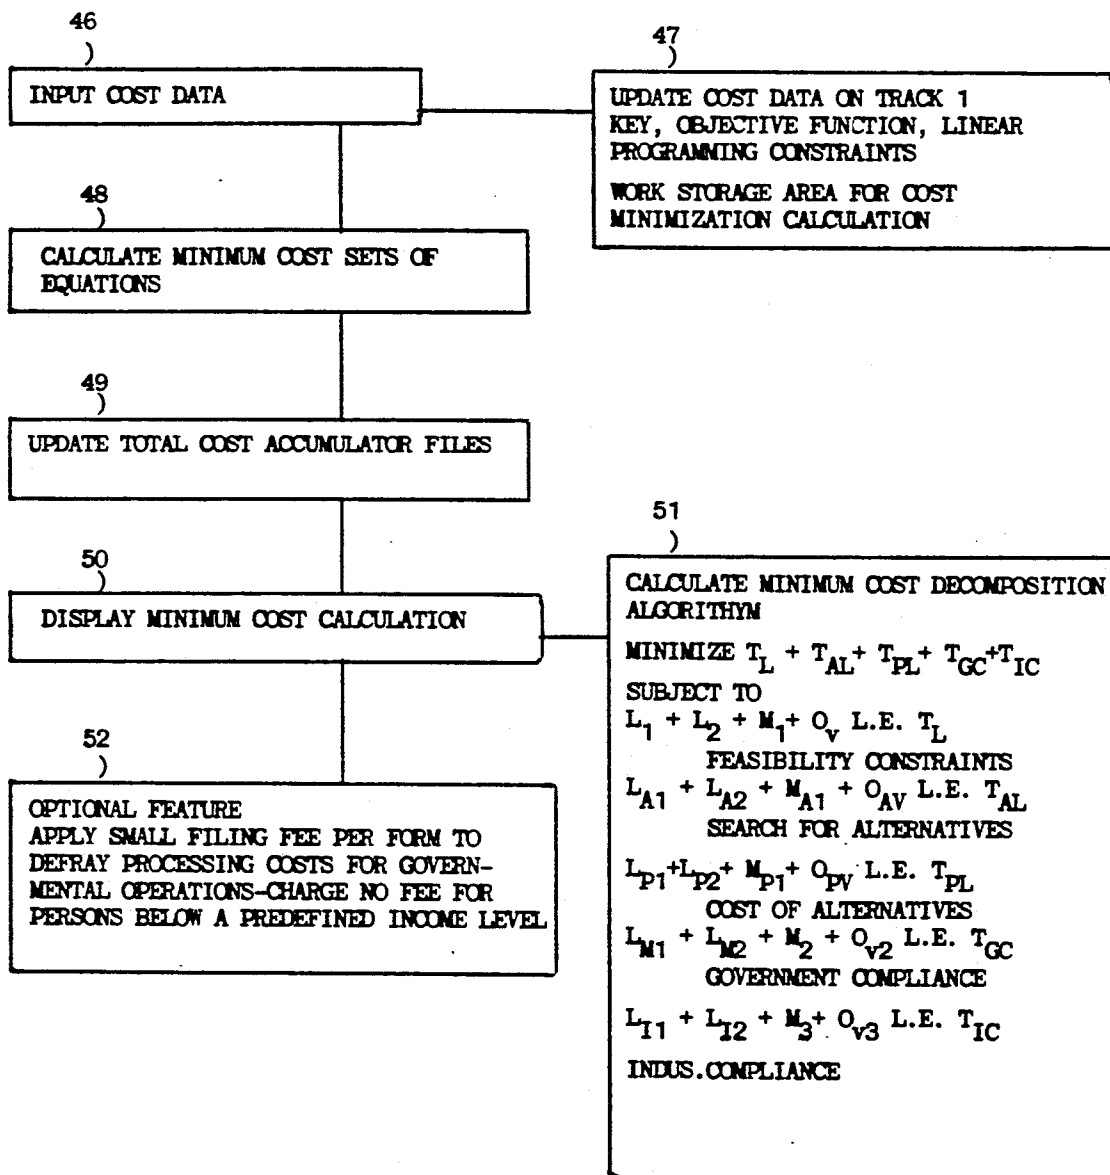 46
)
INPUT COST DATA
47
)
UPDATE COST DATA ON TRACK 1
KEY, OBJECTIVE FUNCTION, LINEAR
PROGRAMMING CONSTRAINTS
WORK STORAGE AREA FOR COST
MINIMIZATION CALCULATION
48
)
CALCULATE MINIMUM COST SETS OF
EQUATIONS
49
)
UPDATE TOTAL COST ACCUMULATOR FILES
50
)
DISPLAY MINIMUM COST CALCULATION
51
)
CALCULATE MINIMUM COST DECOMPOSITION
ALGORITHYM
MINIMIZE T_L + T_AL + T_PL + T_GC + T_IC
SUBJECT TO
L_1 + L_2 + M_1 + O_v L.E. T_L
FEASIBILITY CONSTRAINTS
L_A1 + L_A2 + M_A1 + O_AV L.E. T_AL
SEARCH FOR ALTERNATIVES
L_P1 + L_P2 + M_P1 + O_PV L.E. T_PL
COST OF ALTERNATIVES
L_M1 + L_M2 + M_2 + O_v2 L.E. T_GC
GOVERNMENT COMPLIANCE
L_I1 + L_I2 + M_3 + O_v3 L.E. T_IC
INDUS.COMPLIANCE
52
)
OPTIONAL FEATURE
APPLY SMALL FILING FEE PER FORM TO
DEFRAY PROCESSING COSTS FOR GOVERN-
MENTAL OPERATIONS-CHARGE NO FEE FOR
PERSONS BELOW A PREDEFINED INCOME LEVEL